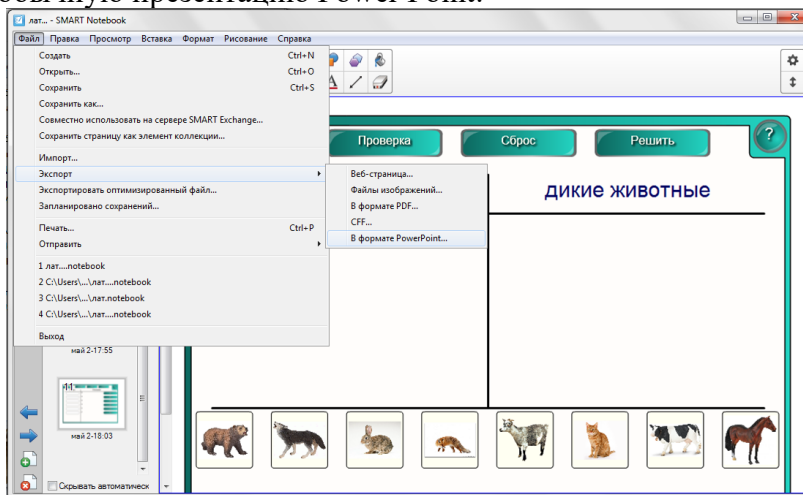 обычную презентацию PowerPoint.
лат... - SMART Notebook
Файл Правка Просмотр Вставка Формат Рисование Справка
Создать Ctrl+N
Открыть... Ctrl+O
Сохранить Ctrl+S
Сохранить как...
Совместно использовать на сервере SMART Exchange...
Сохранить страницу как элемент коллекции...
Импорт...
Экспорт
Экспортировать оптимизированный файл...
Запланировано сохранений...
Печать... Ctrl+P
Отправить
1 лат....notebook
2 C:\Users\...\лат....notebook
3 C:\Users\...\лат.notebook
4 C:\Users\...\лат....notebook
Выход
Веб-страница...
Файлы изображений...
В формате PDF...
CFF...
В формате PowerPoint...
Проверка Сброс Решить ?
дикие животные
май 2-17:55
44
май 2-18:03
Скрывать автоматическ